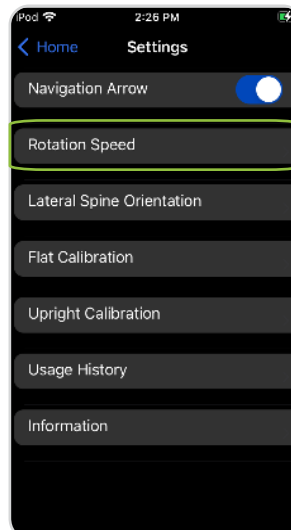 iPod 2:26 PM
Home Settings
Navigation Arrow
Rotation Speed
Lateral Spine Orientation
Flat Calibration
Upright Calibration
Usage History
Information